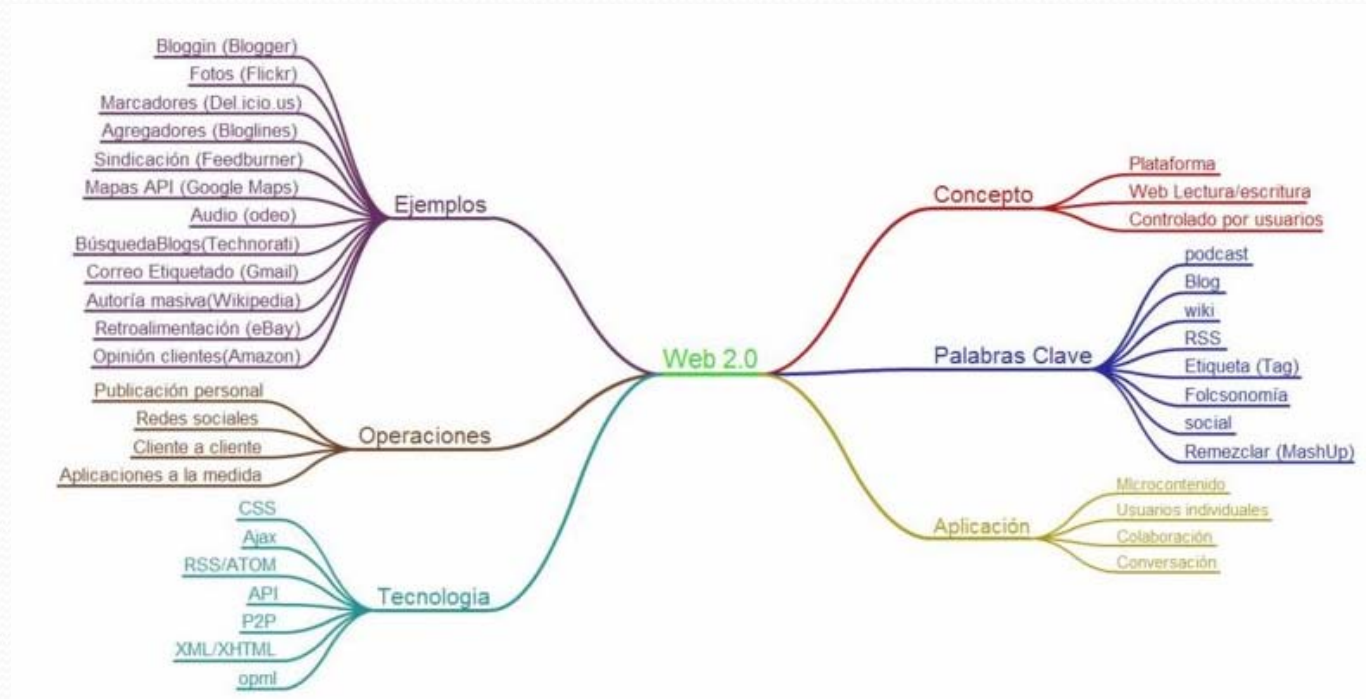 Bloggin (Blogger)
Fotos (Flickr)
Marcadores (Del.icio.us)
Agregadores (Bloglines)
Sindicación (Feedburner)
Mapas API (Google Maps)
Audio (odeo)
BúsquedaBlogs(Technorati)
Correo Etiquetado (Gmail)
Autoría masiva(Wikipedia)
Retroalimentación (eBay)
Opinión clientes(Amazon)
Ejemplos
Publicación personal
Redes sociales
Cliente a cliente
Aplicaciones a la medida
Operaciones
CSS
Ajax
RSS/ATOM
API
P2P
XML/XHTML
opml
Tecnologia
Web 2.0
Concepto
Plataforma
Web Lectura/escritura
Controlado por usuarios
Palabras Clave
podcast
Blog
wiki
RSS
Etiqueta (Tag)
Folcsonomía
social
Remezclar (MashUp)
Aplicación
Microcontenido
Usuarios individuales
Colaboración
Conversación